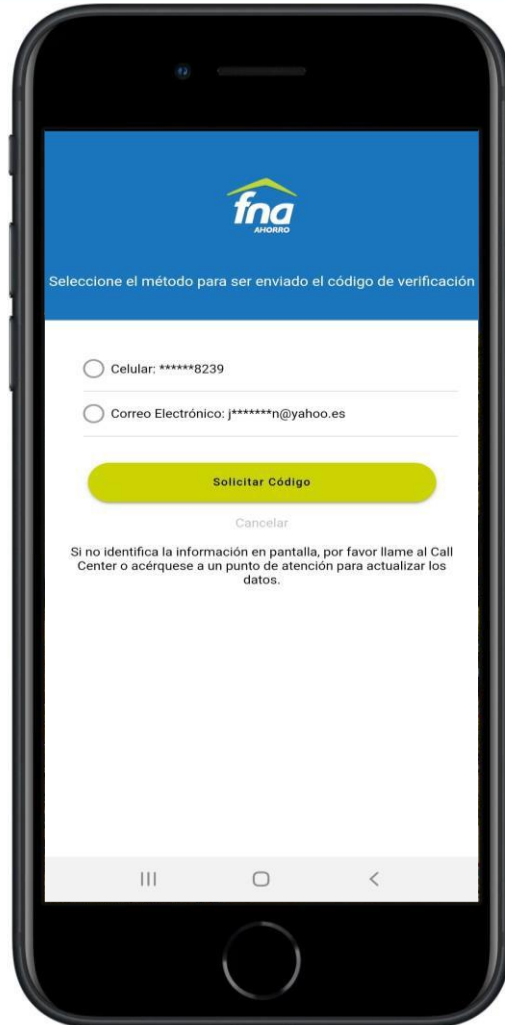 fna
AHORRO
Seleccione el método para ser enviado el código de verificación
Celular: ******8239
Correo Electrónico: j*******n@yahoo.es
Solicitar Código
Cancelar
Si no identifica la información en pantalla, por favor llame al Call
Center o acérquese a un punto de atención para actualizar los
datos.